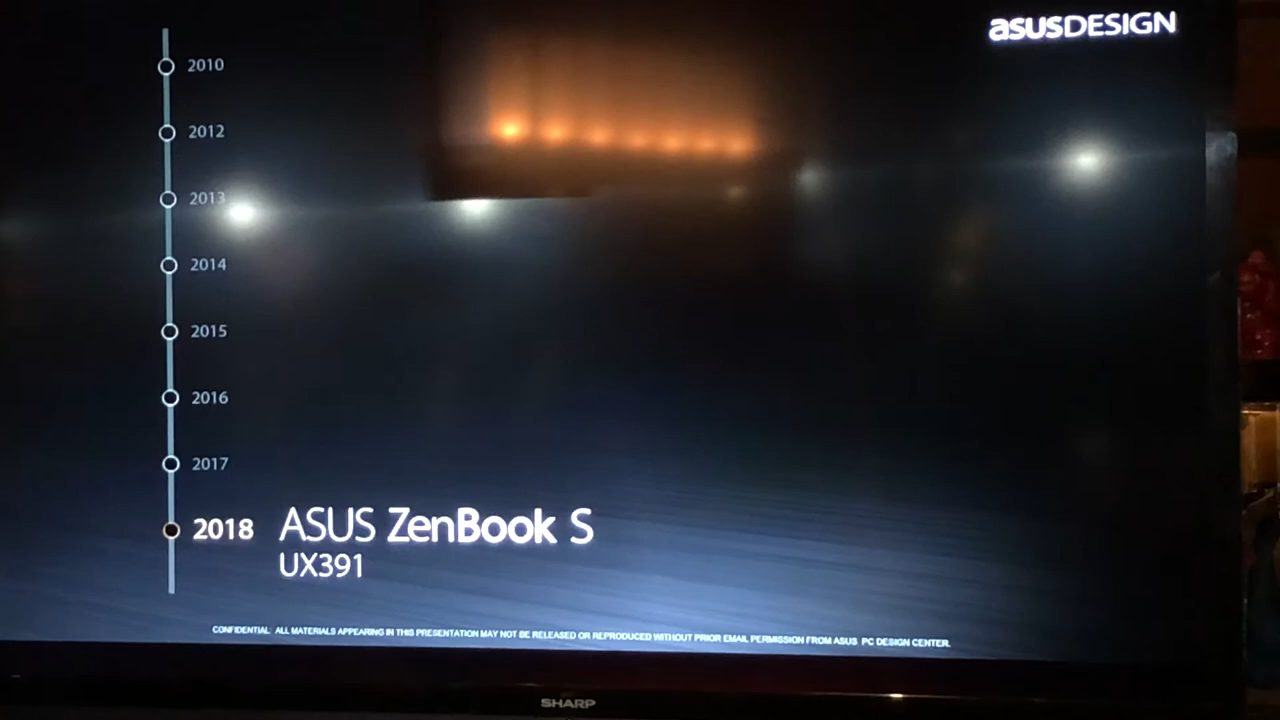 asusDESIGN
2010
2012
2013
2014
2015
2016
2017
2018 ASUS ZenBook S
UX391
CONFIDENTIAL: ALL MATERIALS APPEARING IN THIS PRESENTATION MAY NOT BE RELEASED OR REPRODUCED WITHOUT PRIOR EMAIL PERMISSION FROM ASUS PC DESIGN CENTER.
SHARP